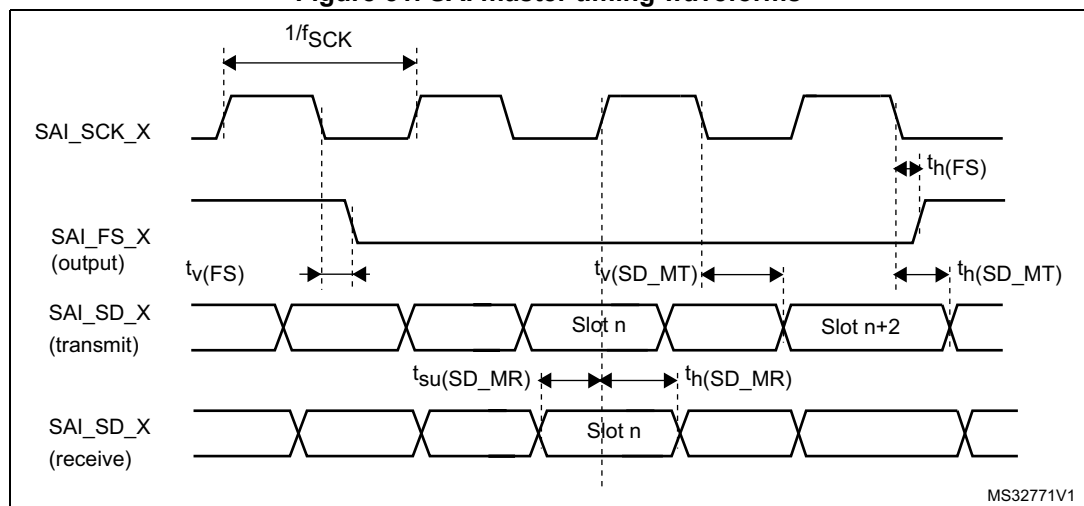 1/fSCK
SAI_SCK_X
th(FS)
SAI_FS_X
(output)
tv(FS)
tv(SD_MT)
th(SD_MT)
SAI_SD_X
(transmit)
Slot n
Slot n+2
tsu(SD_MR)
th(SD_MR)
SAI_SD_X
(receive)
Slot n
MS32771V1